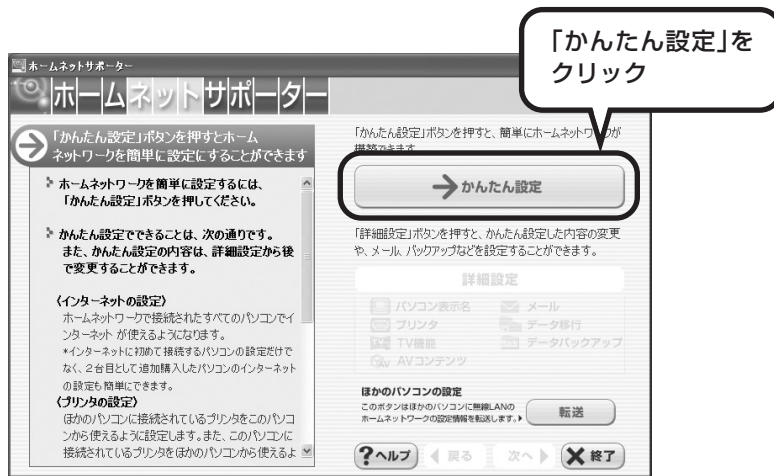 「かんたん設定」を
クリック
ホームネットサポーター
ホームネットサポーター
「かんたん設定」ボタンを押すとホーム
ネットワークを簡単に設定にすることができます
ホームネットワークを簡単に設定するには、
「かんたん設定」ボタンを押してください。
かんたん設定でできることは、次の通りです。
また、かんたん設定の内容は、詳細設定から後
で変更することができます。
〈インターネットの設定〉
ホームネットワークで接続されたすべてのパソコンでイ
ンターネット が使えるようになります。
*インターネットに初めて接続するパソコンの設定だけで
なく、２台目として追加購入したパソコンのインターネット
の設定も簡単にできます。
〈プリンタの設定〉
ほかのパソコンに接続されているプリンタをこのパソコ
ンから使えるように設定します。また、このパソコンに
接続されているプリンタをほかのパソコンから使えるよ
「かんたん設定」ボタンを押すと、簡単にホームネットワークが
構築できます。
かんたん設定
「詳細設定」ボタンを押すと、かんたん設定した内容の変更
や、メール、バックアップなどを設定することができます。
詳細設定
パソコン表示名
メール
プリンタ
データ移行
TV機能
データバックアップ
AVコンテンツ
ほかのパソコンの設定
このボタンはほかのパソコンに無線LANの
ホームネットワークの設定情報を転送します。
転送
?ヘルプ
戻る
次へ
終了